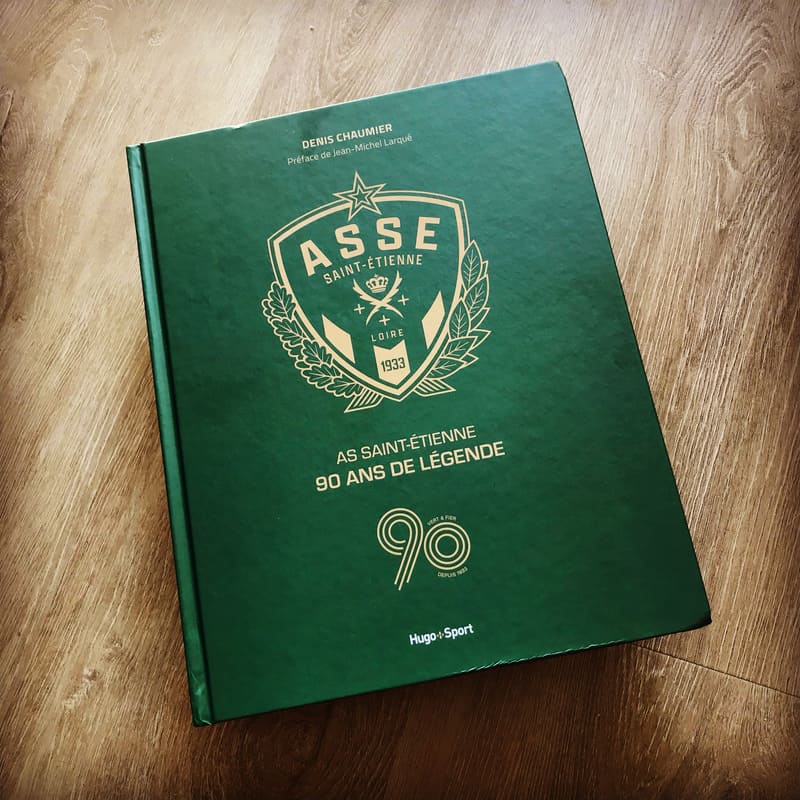 DENIS CHAUMIER
Préface de Jean-Michel Larqué
ASSE
SAINT-ÉTIENNE
LOIRE
1933
AS SAINT-ÉTIENNE
90 ANS DE LÉGENDE
90
VERT & FIER
DEPUIS 1933
Hugo+Sport